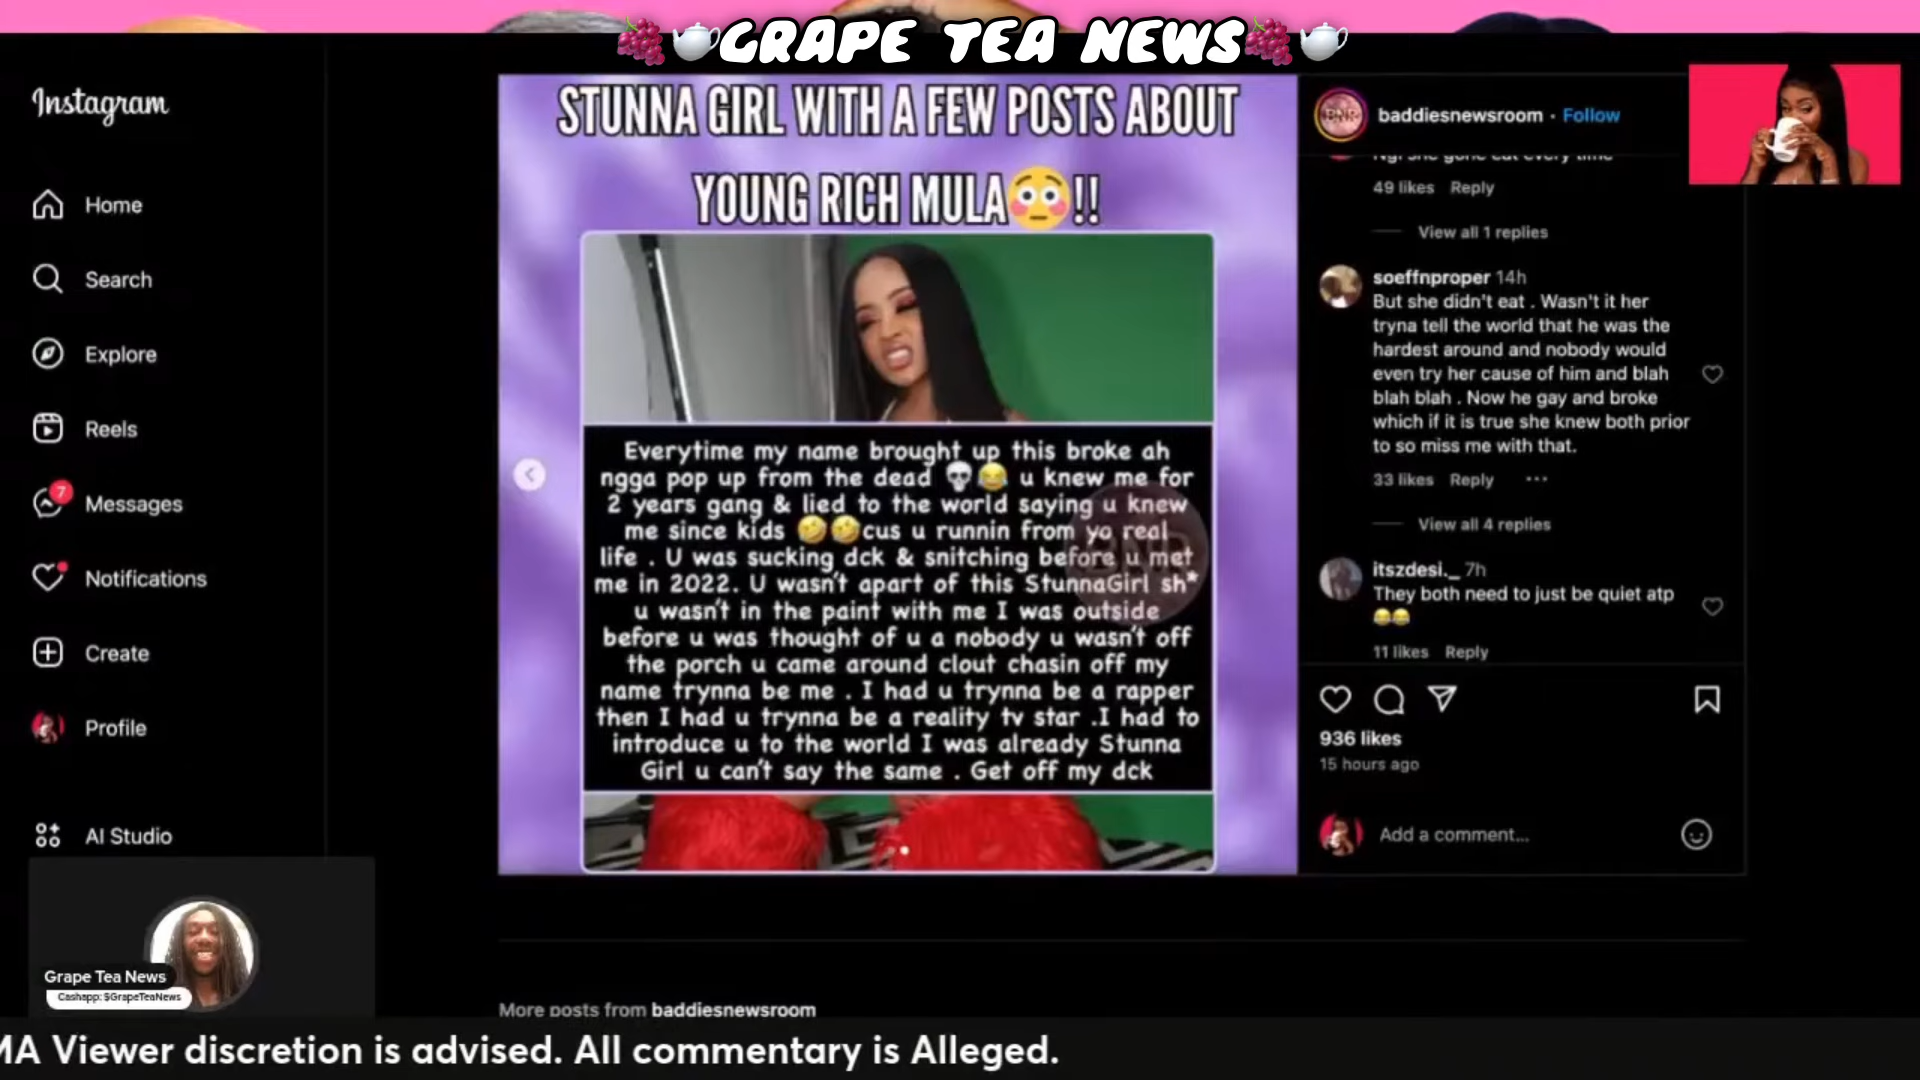 GRAPE TEA NEWS
Instagram
Home
Search
Explore
Reels
7
Messages
Notifications
Create
Profile
AI Studio
STUNNA GIRL WITH A FEW POSTS ABOUT
YOUNG RICH MULA😳!!
Everytime my name brought up this broke ah
ngga pop up from the dead 💀😂 u knew me for
2 years gang & lied to the world saying u knew
me since kids 🤣🤣cus u runnin from yo real
life . U was sucking dck & snitching before u met
me in 2022. U wasn't apart of this StunnaGirl sh*
u wasn't in the paint with me I was outside
before u was thought of u a nobody u wasn't off
the porch u came around clout chasin off my
name trynna be me . I had u trynna be a rapper
then I had u trynna be a reality tv star .I had to
introduce u to the world I was already Stunna
Girl u can't say the same . Get off my dck
BNR
baddiesnewsroom • Follow
Ngl she gone eat every time
49 likes Reply
View all 1 replies
soeffnproper 14h
But she didn't eat . Wasn't it her
tryna tell the world that he was the
hardest around and nobody would
even try her cause of him and blah
blah blah . Now he gay and broke
which if it is true she knew both prior
to so miss me with that.
33 likes Reply ...
View all 4 replies
itszdesi._ 7h
They both need to just be quiet atp
😂😂
11 likes Reply
936 likes
15 hours ago
Add a comment...
More posts from baddiesnewsroom
Grape Tea News
Cashapp: $GrapeTeaNews
MA Viewer discretion is advised. All commentary is Alleged.